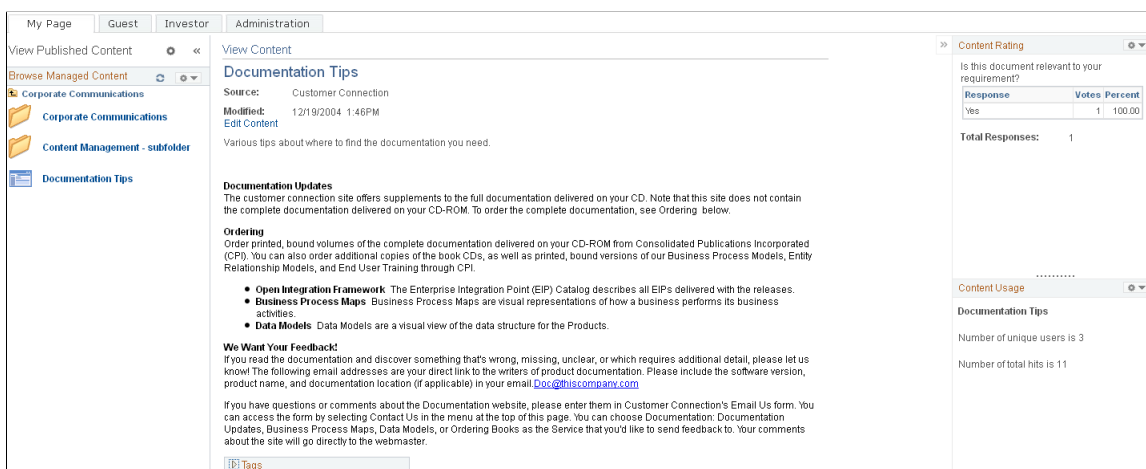 My Page
Guest
Investor
Administration
View Published Content
«
Browse Managed Content
Corporate Communications
Corporate Communications
Content Management - subfolder
Documentation Tips
View Content
Documentation Tips
Source: Customer Connection
Modified: 12/19/2004 1:46PM
Edit Content
Various tips about where to find the documentation you need.
Documentation Updates
The customer connection site offers supplements to the full documentation delivered on your CD. Note that this site does not contain
the complete documentation delivered on your CD-ROM. To order the complete documentation, see Ordering below.
Ordering
Order printed, bound volumes of the complete documentation delivered on your CD-ROM from Consolidated Publications Incorporated
(CPI). You can also order additional copies of the book CDs, as well as printed, bound versions of our Business Process Models, Entity
Relationship Models, and End User Training through CPI.
● Open Integration Framework The Enterprise Integration Point (EIP) Catalog describes all EIPs delivered with the releases.
● Business Process Maps Business Process Maps are visual representations of how a business performs its business
activities.
● Data Models Data Models are a visual view of the data structure for the Products.
We Want Your Feedback!
If you read the documentation and discover something that's wrong, missing, unclear, or which requires additional detail, please let us
know! The following email addresses are your direct link to the writers of product documentation. Please include the software version,
product name, and documentation location (if applicable) in your email.Doc@thiscompany.com
If you have questions or comments about the Documentation website, please enter them in Customer Connection's Email Us form. You
can access the form by selecting Contact Us in the menu at the top of this page. You can choose Documentation: Documentation
Updates, Business Process Maps, Data Models, or Ordering Books as the Service that you'd like to send feedback to. Your comments
about the site will go directly to the webmaster.
Tags
»
Content Rating
Is this document relevant to your
requirement?
Response Votes Percent
Yes 1 100.00
Total Responses: 1
Content Usage
Documentation Tips
Number of unique users is 3
Number of total hits is 11